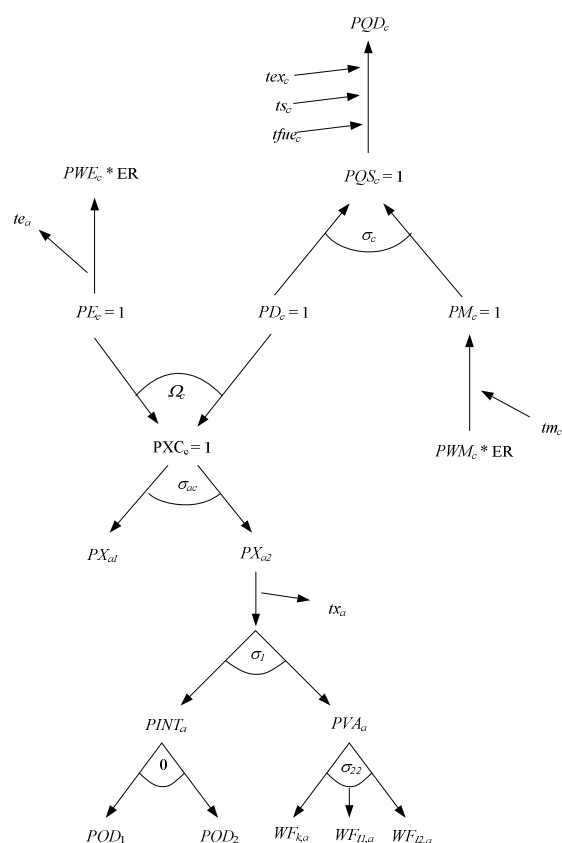 PQD_c
tex_c
ts_c
tfue_c
PWE_c * ER
PQS_c = 1
te_a
σ_c
PE_c = 1 PD_c = 1 PM_c = 1
Ω_c
tm_c
PXC_c = 1 PWM_c * ER
σ_ac
PX_a1 PX_a2
tx_a
σ_1
PINT_a PVA_a
0 σ_22
POD_1 POD_2 WF_k,a WF_l1,a WF_l2,a